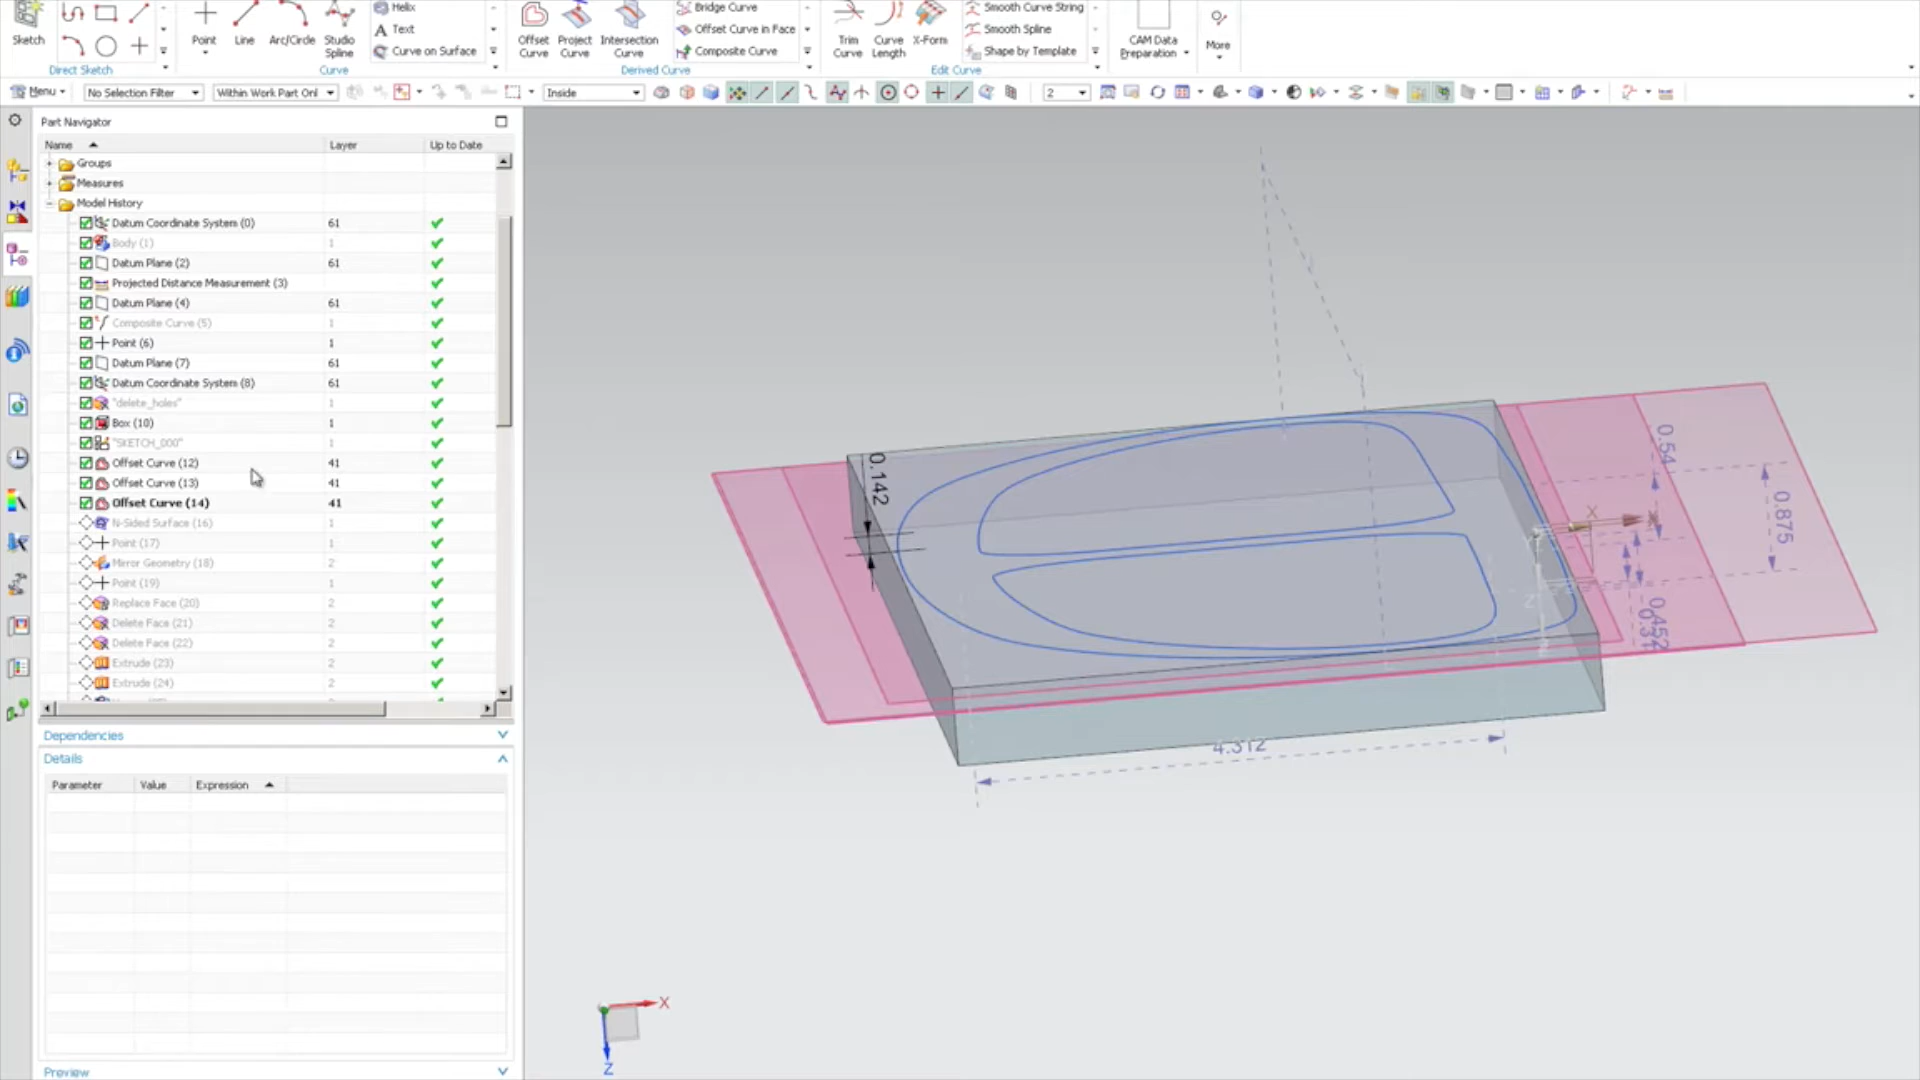 Helix
Bridge Curve
Smooth Curve String
Text
Offset Curve in Face
Smooth Spline
Sketch
Point
Line
Arc/Circle
Studio Spline
Curve on Surface
Offset Curve
Project Curve
Intersection Curve
Composite Curve
Trim Curve
Curve Length
X-Form
Shape by Template
CAM Data Preparation
More
Direct Sketch
Curve
Derived Curve
Edit Curve
Menu
No Selection Filter
Within Work Part Onl
Inside
2
Part Navigator
Name
Layer
Up to Date
Groups
Measures
Model History
Datum Coordinate System (0) 61
Body (1) 1
Datum Plane (2) 61
Projected Distance Measurement (3)
Datum Plane (4) 61
Composite Curve (5) 1
Point (6) 1
Datum Plane (7) 61
Datum Coordinate System (8) 61
"delete_holes" 1
Box (10) 1
"SKETCH_000" 1
Offset Curve (12) 41
Offset Curve (13) 41
Offset Curve (14) 41
N-Sided Surface (16) 1
Point (17) 1
Mirror Geometry (18) 2
Point (19) 1
Replace Face (20) 2
Delete Face (21) 2
Delete Face (22) 2
Extrude (23) 2
Extrude (24) 2
Dependencies
Details
Parameter
Value
Expression
Preview
0.142
0.54
0.875
X
Z
0.452
4.312
X
Z